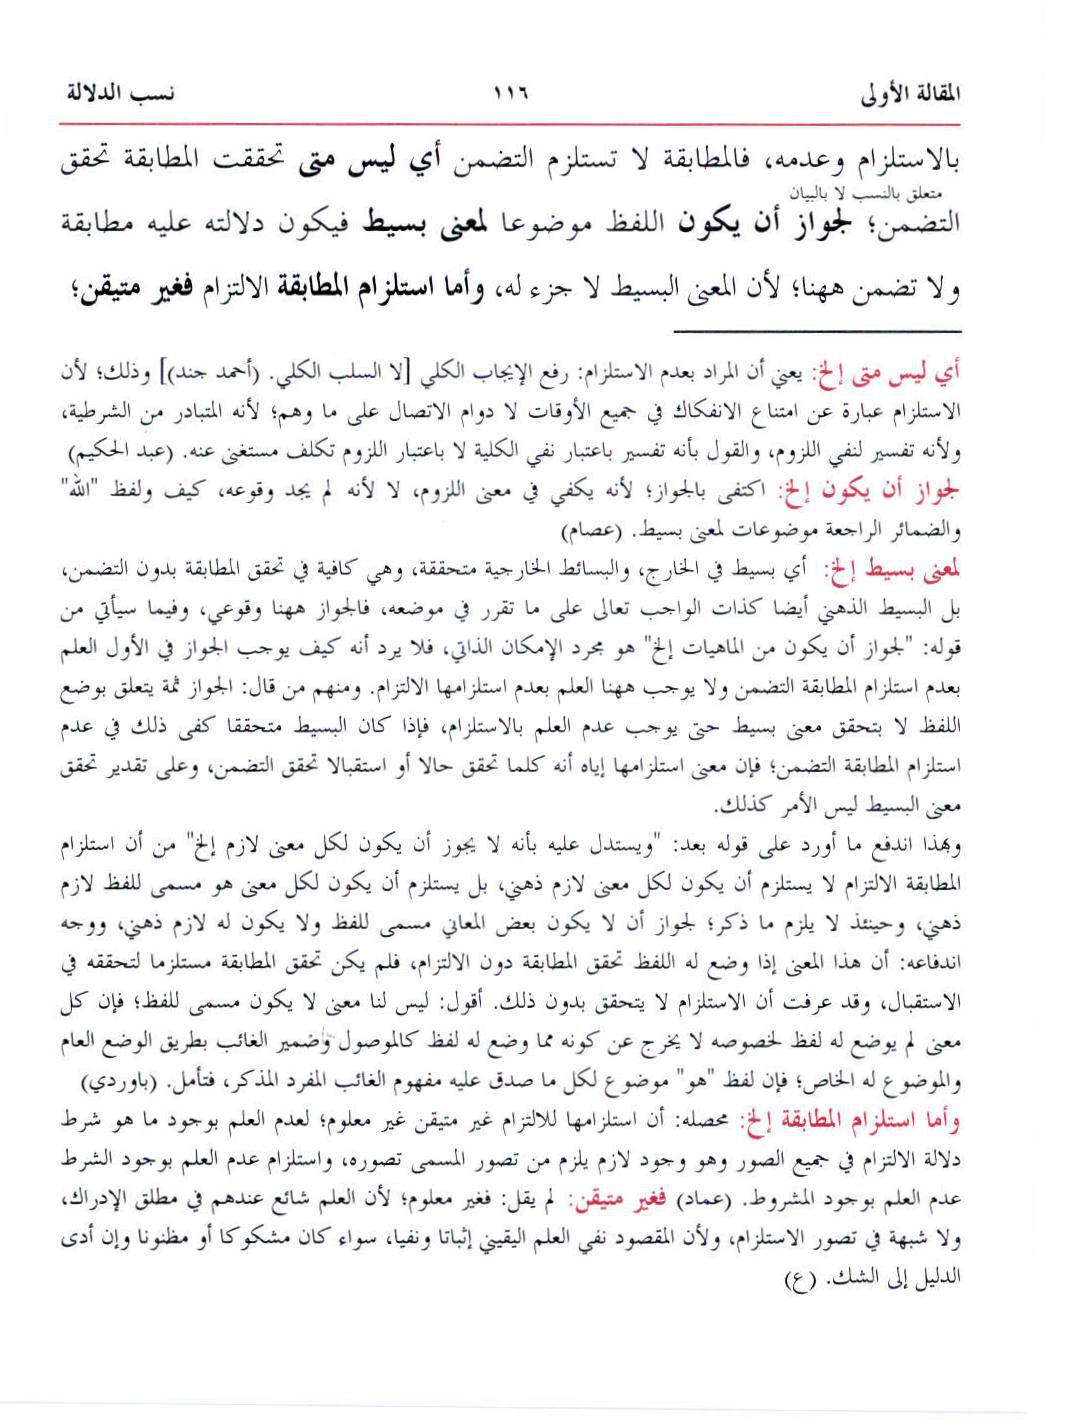 المقالة الأولى ١١٦ نسب الدلالة
بالاستلزام وعدمه، فالمطابقة لا تستلزم التضمن أي ليس متى تحققت المطابقة تحقق
متعلق بالنسب لا بالبيان
التضمن؛ لجواز أن يكون اللفظ موضوعا لمعنى بسيط فيكون دلالته عليه مطابقة
ولا تضمن ههنا؛ لأن المعنى البسيط لا جزء له، وأما استلزام المطابقة الالتزام فغير متيقن؛
أي ليس متى إلخ: يعني أن المراد بعدم الاستلزام: رفع الإيجاب الكلي [لا السلب الكلي. (أحمد جند)] وذلك؛ لأن
الاستلزام عبارة عن امتناع الانفكاك في جميع الأوقات لا دوام الاتصال على ما وهم؛ لأنه المتبادر من الشرطية،
ولأنه تفسير لنفي اللزوم، والقول بأنه تفسير باعتبار نفي الكلية لا باعتبار اللزوم تكلف مستغنى عنه. (عبد الحكيم)
لجواز أن يكون إلخ: اكتفى بالجواز؛ لأنه يكفي في معنى اللزوم، لا لأنه لم يجد وقوعه، كيف ولفظ "الله"
والضمائر الراجعة موضوعات لمعنى بسيط. (عصام)
لمعنى بسيط إلخ: أي بسيط في الخارج، والبسائط الخارجية متحققة، وهي كافية في تحقق المطابقة بدون التضمن،
بل البسيط الذهني أيضا كذات الواجب تعالى على ما تقرر في موضعه، فالجواز ههنا وقوعي، وفيما سيأتي من
قوله: "لجواز أن يكون من الماهيات إلخ" هو مجرد الإمكان الذاتي، فلا يرد أنه كيف يوجب الجواز في الأول العلم
بعدم استلزام المطابقة التضمن ولا يوجب ههنا العلم بعدم استلزامها الالتزام. ومنهم من قال: الجواز ثمة يتعلق بوضع
اللفظ لا بتحقق معنى بسيط حتى يوجب عدم العلم بالاستلزام، فإذا كان البسيط متحققا كفى ذلك في عدم
استلزام المطابقة التضمن؛ فإن معنى استلزامها إياه أنه كلما تحقق حالا أو استقبالا تحقق التضمن، وعلى تقدير تحقق
معنى البسيط ليس الأمر كذلك.
وبهذا اندفع ما أورد على قوله بعد: "ويستدل عليه بأنه لا يجوز أن يكون لكل معنى لازم إلخ" من أن استلزام
المطابقة الالتزام لا يستلزم أن يكون لكل معنى لازم ذهني، بل يستلزم أن يكون لكل معنى هو مسمى للفظ لازم
ذهني، وحينئذ لا يلزم ما ذكر؛ لجواز أن لا يكون بعض المعاني مسمى للفظ ولا يكون له لازم ذهني، ووجه
اندفاعه: أن هذا المعنى إذا وضع له اللفظ تحقق المطابقة دون الالتزام، فلم يكن تحقق المطابقة مستلزما لتحققه في
الاستقبال، وقد عرفت أن الاستلزام لا يتحقق بدون ذلك. أقول: ليس لنا معنى لا يكون مسمى للفظ؛ فإن كل
معنى لم يوضع له لفظ لخصوصه لا يخرج عن كونه مما وضع له لفظ كالموصول وضمير الغائب بطريق الوضع العام
والموضوع له الخاص؛ فإن لفظ "هو" موضوع لكل ما صدق عليه مفهوم الغائب المفرد المذكر، فتأمل. (باوردي)
وأما استلزام المطابقة إلخ: محصله: أن استلزامها للالتزام غير متيقن غير معلوم؛ لعدم العلم بوجود ما هو شرط
دلالة الالتزام في جميع الصور وهو وجود لازم يلزم من تصور المسمى تصوره، واستلزام عدم العلم بوجود الشرط
عدم العلم بوجود المشروط. (عماد) فغير متيقن: لم يقل: فغير معلوم؛ لأن العلم شائع عندهم في مطلق الإدراك،
ولا شبهة في تصور الاستلزام، ولأن المقصود نفي العلم اليقيني إثباتا ونفيا، سواء كان مشكوكا أو مظنونا وإن أدى
الدليل إلى الشك. (ع)